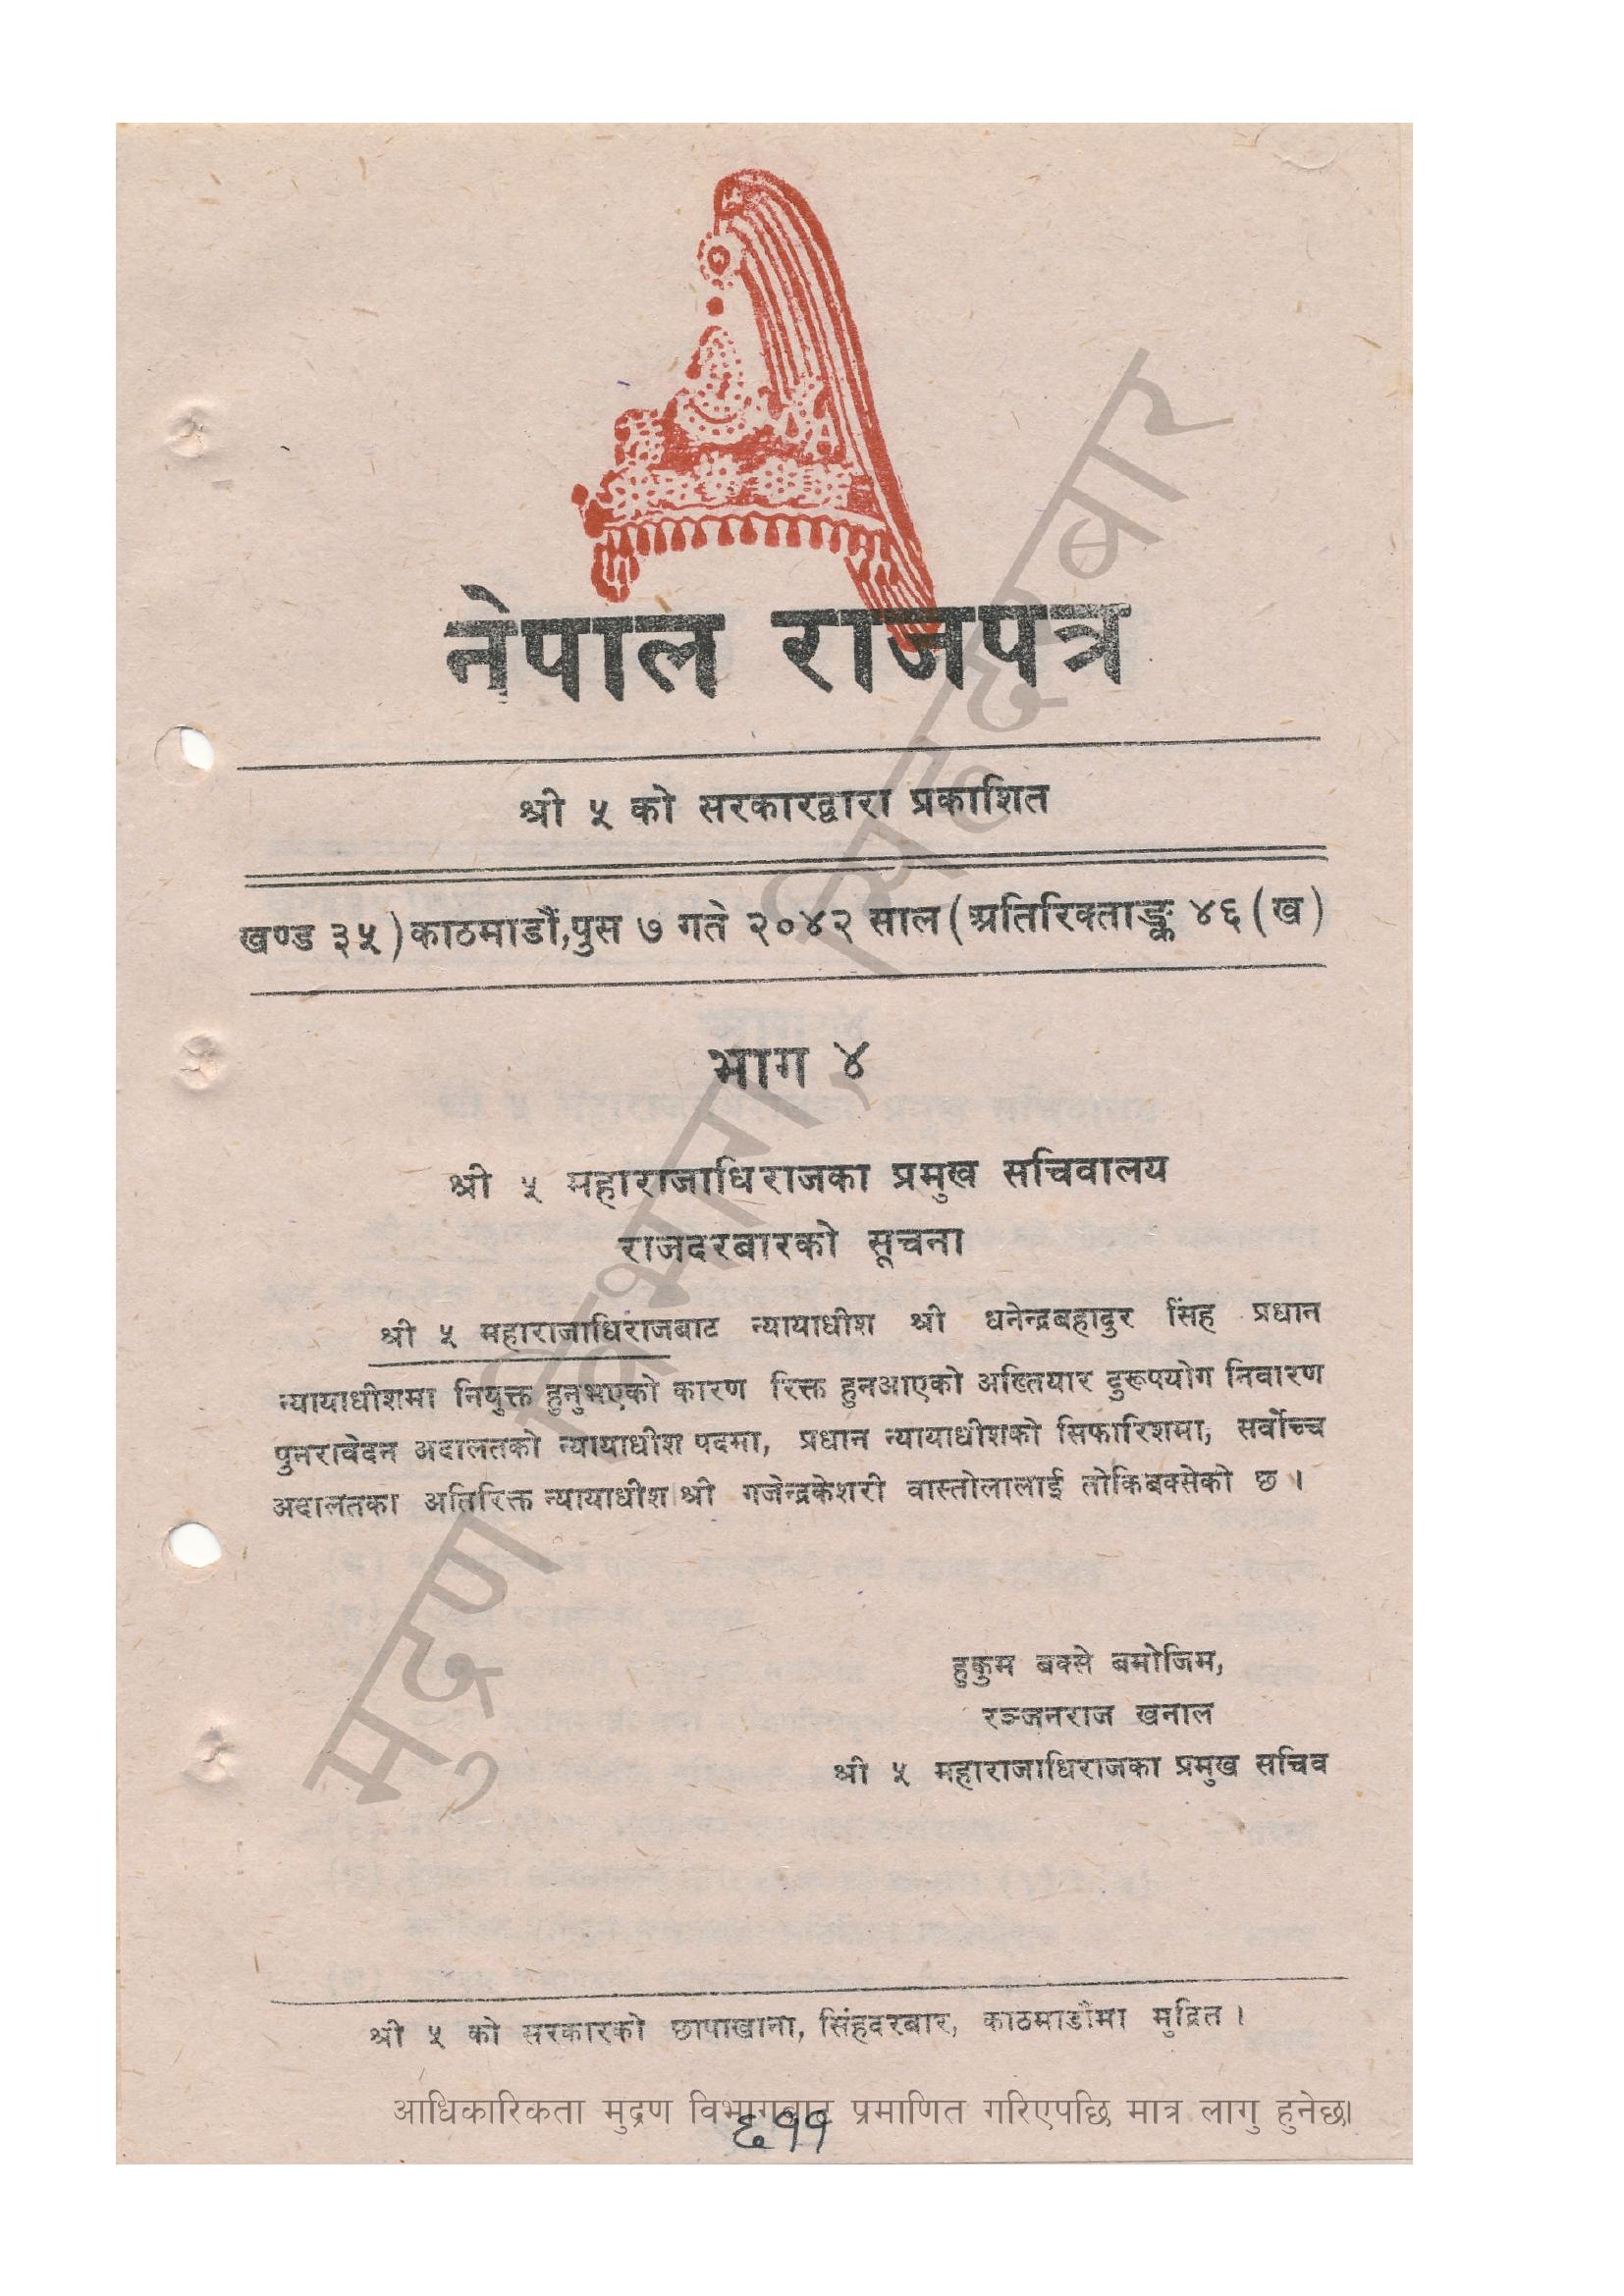 नेपाल राजपत्र
श्री ५ को सरकारद्वारा प्रकाशित
खण्ड ३५) काठमाडौं, पुस ७ गते २०४२ साल (अतिरिक्ताङ्क ४६ (ख)
भाग ४
श्री ५ महाराजाधिराजका प्रमुख सचिवालय
राजदरबारको सूचना
श्री ५ महाराजाधिराजबाट न्यायाधीश श्री धनेन्द्रबहादुर सिंह प्रधान
न्यायाधीशमा नियुक्त हुनुभएको कारण रिक्त हुनआएको अख्तियार दुरूपयोग निवारण
पुनरावेदन अदालतको न्यायाधीश पदमा, प्रधान न्यायाधीशको सिफारिशमा, सर्वोच्च
अदालतका अतिरिक्त न्यायाधीश श्री गजेन्द्रकेशरी वास्तोलालाई तोकिबक्सेको छ ।
हुकुम बक्से बमोजिम,
रञ्जनराज खनाल
श्री ५ महाराजाधिराजका प्रमुख सचिव
श्री ५ को सरकारको छापाखाना, सिंहदरबार, काठमाडौंमा मुद्रित ।
आधिकारिकता मुद्रण विभागबाट प्रमाणित गरिएपछि मात्र लागु हुनेछ।
६११
मुद्रण विभाग, सिंहदरबार